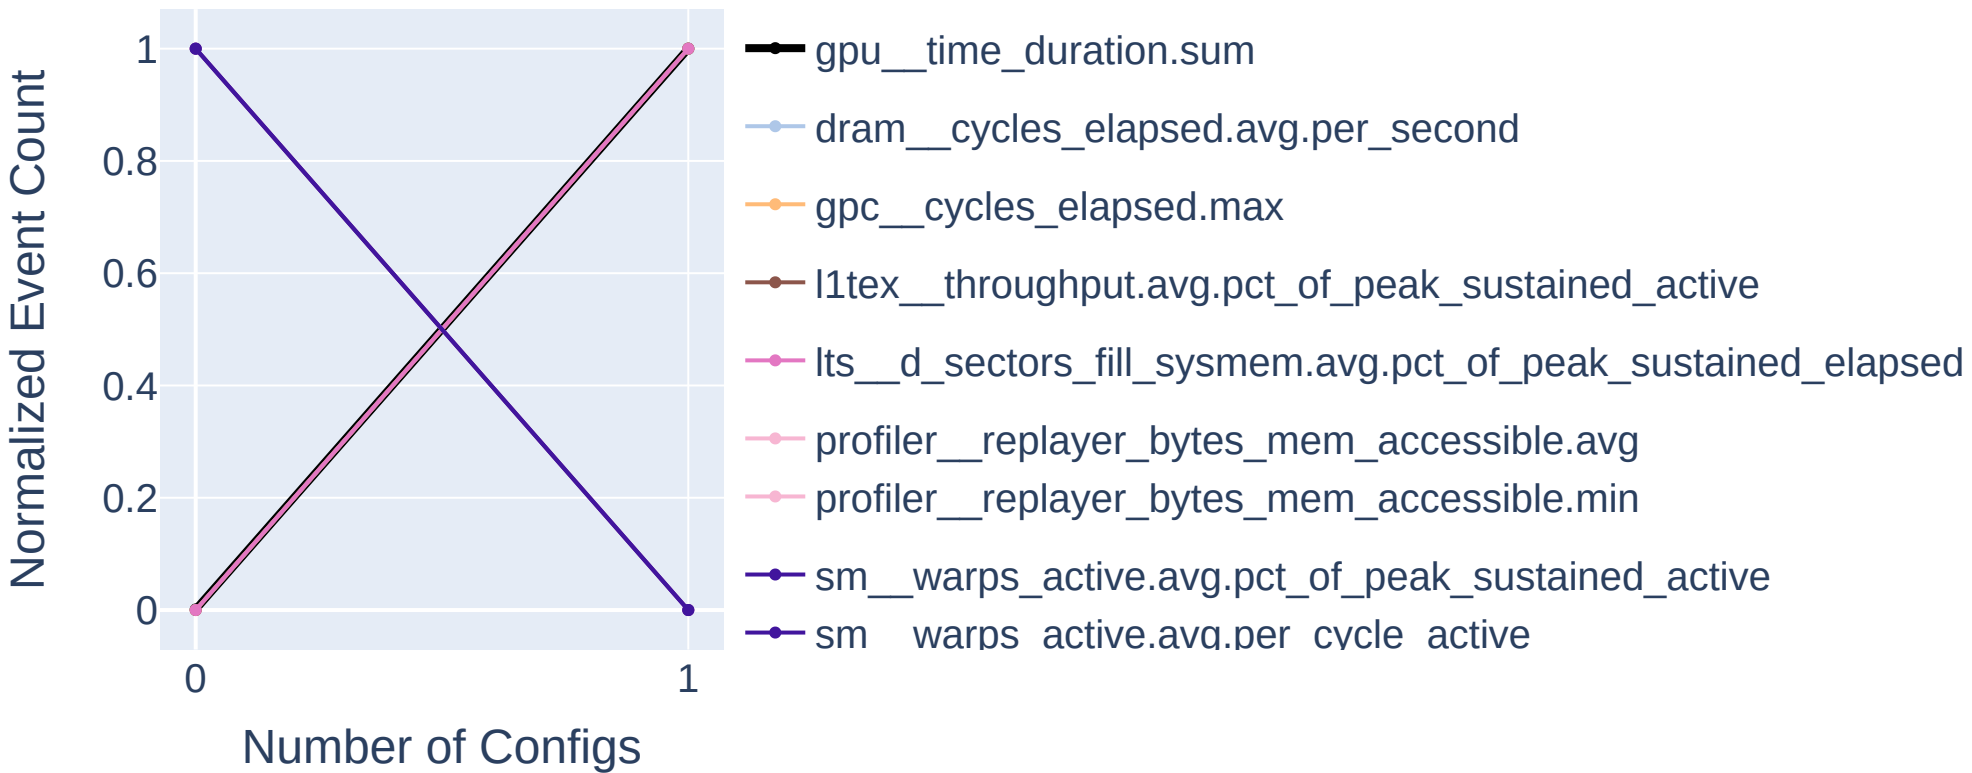 Normalized Event Count
1
0.8
0.6
0.4
0.2
0
0
1
Number of Configs
gpu__time_duration.sum
dram__cycles_elapsed.avg.per_second
gpc__cycles_elapsed.max
l1tex__throughput.avg.pct_of_peak_sustained_active
lts__d_sectors_fill_sysmem.avg.pct_of_peak_sustained_elapsed
profiler__replayer_bytes_mem_accessible.avg
profiler__replayer_bytes_mem_accessible.min
sm__warps_active.avg.pct_of_peak_sustained_active
sm__warps_active.avg.per_cycle_active